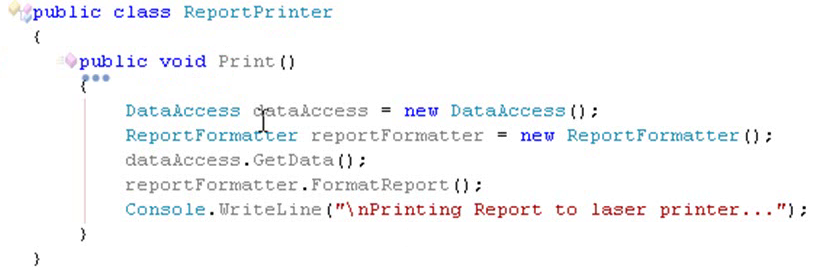 public class ReportPrinter
{
public void Print()
{
DataAccess dataAccess = new DataAccess();
ReportFormatter reportFormatter = new ReportFormatter();
dataAccess.GetData();
reportFormatter.FormatReport();
Console.WriteLine("\nPrinting Report to laser printer...");
}
}